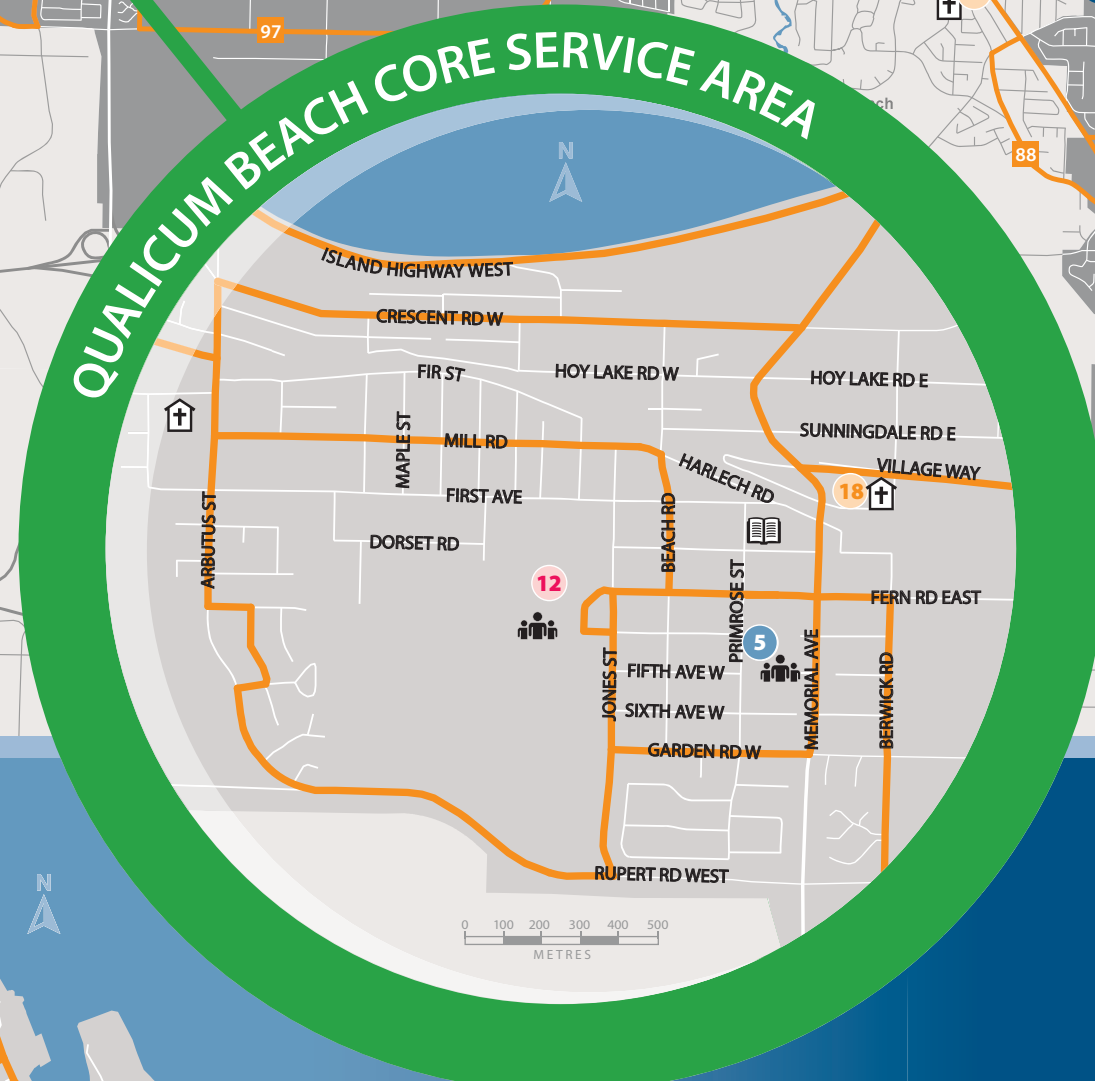 97
ch
88
QUALICUM BEACH CORE SERVICE AREA
N
ISLAND HIGHWAY WEST
CRESCENT RD W
FIR ST
HOY LAKE RD W
HOY LAKE RD E
MAPLE ST
MILL RD
SUNNINGDALE RD E
HARLECH RD
VILLAGE WAY
18
FIRST AVE
ARBUTUS ST
BEACH RD
DORSET RD
12
PRIMROSE ST
FERN RD EAST
5
JONES ST
FIFTH AVE W
MEMORIAL AVE
BERWICK RD
SIXTH AVE W
GARDEN RD W
RUPERT RD WEST
N
0 100 200 300 400 500
METRES